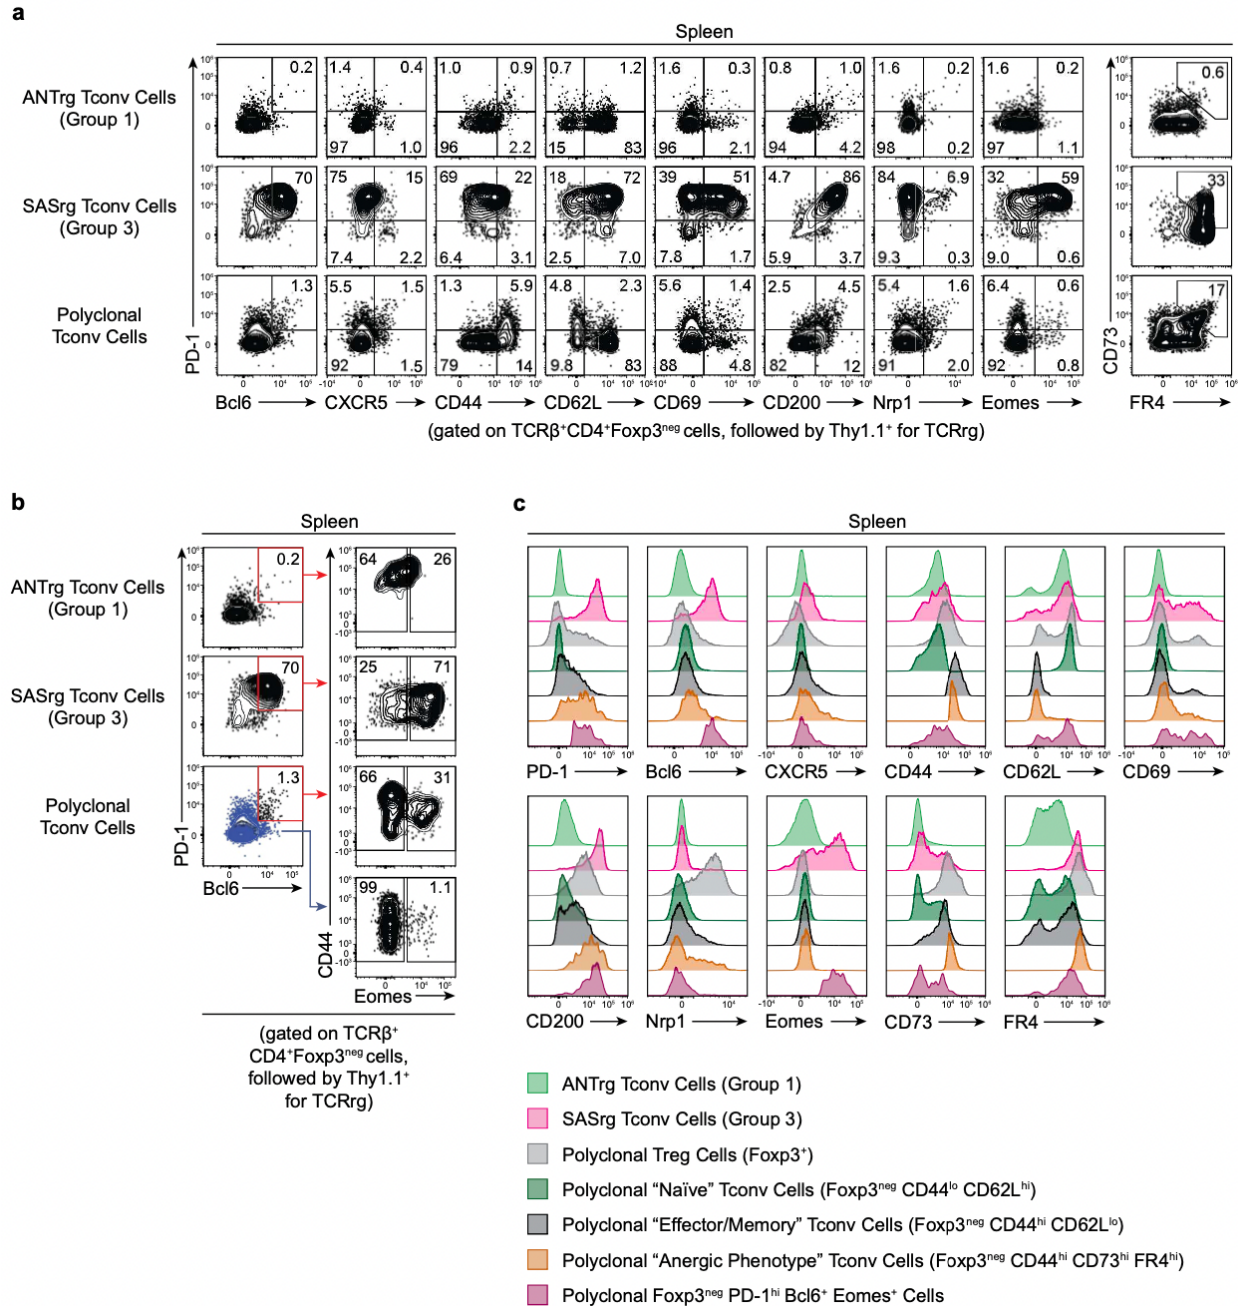 a
Spleen
ANTrg Tconv Cells
(Group 1)
0.2
1.4 0.4
1.0 0.9
0.7 1.2
1.6 0.3
0.8 1.0
1.6 0.2
1.6 0.2
0.6
97 1.0
96 2.2
15 83
96 2.1
94 4.2
98 0.2
97 1.1
SASrg Tconv Cells
(Group 3)
70
75 15
69 22
18 72
39 51
4.7 86
84 6.9
32 59
33
7.4 2.2
6.4 3.1
2.5 7.0
7.8 1.7
5.9 3.7
9.3 0.3
9.0 0.6
Polyclonal
Tconv Cells
1.3
5.5 1.5
1.3 5.9
4.8 2.3
5.6 1.4
2.5 4.5
5.4 1.6
6.4 0.6
17
92 1.5
79 14
9.8 83
88 4.8
82 12
91 2.0
92 0.8
PD-1
CD73
Bcl6 CXCR5 CD44 CD62L CD69 CD200 Nrp1 Eomes FR4
(gated on TCRβ⁺CD4⁺Foxp3ⁿᵉᵍ cells, followed by Thy1.1⁺ for TCRrg)
b
Spleen
ANTrg Tconv Cells
(Group 1)
0.2
64 26
SASrg Tconv Cells
(Group 3)
70
25 71
Polyclonal
Tconv Cells
1.3
66 31
PD-1
Bcl6
99 1.1
CD44
Eomes
(gated on TCRβ⁺
CD4⁺Foxp3ⁿᵉᵍ cells,
followed by Thy1.1⁺
for TCRrg)
c
Spleen
PD-1 Bcl6 CXCR5 CD44 CD62L CD69
CD200 Nrp1 Eomes CD73 FR4
ANTrg Tconv Cells (Group 1)
SASrg Tconv Cells (Group 3)
Polyclonal Treg Cells (Foxp3⁺)
Polyclonal “Naïve” Tconv Cells (Foxp3ⁿᵉᵍ CD44ˡᵒ CD62Lʰⁱ)
Polyclonal “Effector/Memory” Tconv Cells (Foxp3ⁿᵉᵍ CD44ʰⁱ CD62Lˡᵒ)
Polyclonal “Anergic Phenotype” Tconv Cells (Foxp3ⁿᵉᵍ CD44ʰⁱ CD73ʰⁱ FR4ʰⁱ)
Polyclonal Foxp3ⁿᵉᵍ PD-1ʰⁱ Bcl6⁺ Eomes⁺ Cells